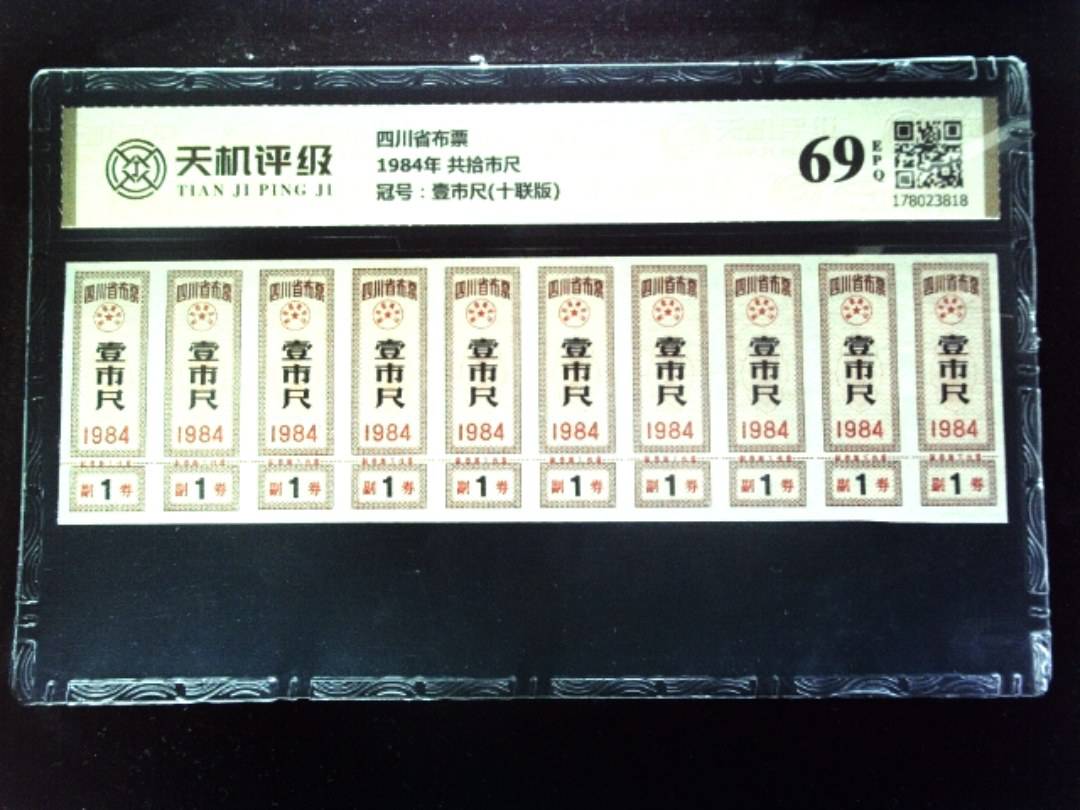 天机评级
TIAN JI PING JI
四川省布票
1984年 共拾市尺
冠号：壹市尺(十联版)
69
EPQ
178023818
四川省布票 四川省布票 四川省布票 四川省布票 四川省布票 四川省布票 四川省布票 四川省布票 四川省布票 四川省布票
壹市尺 壹市尺 壹市尺 壹市尺 壹市尺 壹市尺 壹市尺 壹市尺 壹市尺 壹市尺
1984 1984 1984 1984 1984 1984 1984 1984 1984 1984
副1券 副1券 副1券 副1券 副1券 副1券 副1券 副1券 副1券 副1券